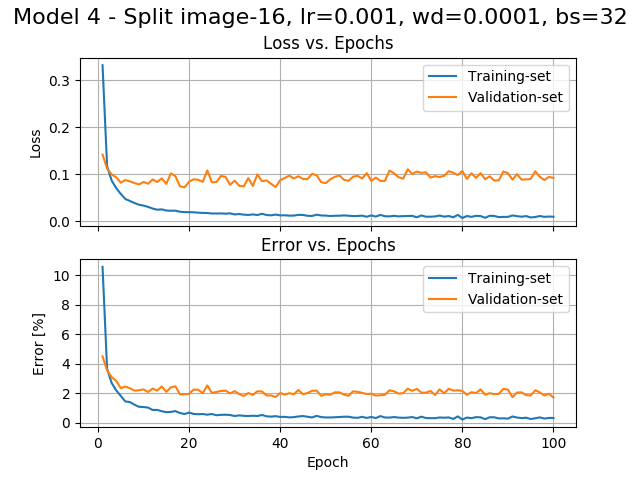 Model 4 - Split image-16, lr=0.001, wd=0.0001, bs=32
Loss vs. Epochs
Training-set
Validation-set
Loss
0.3
0.2
0.1
0.0
Error vs. Epochs
Training-set
Validation-set
Error [%]
10
8
6
4
2
0
0 20 40 60 80 100
Epoch